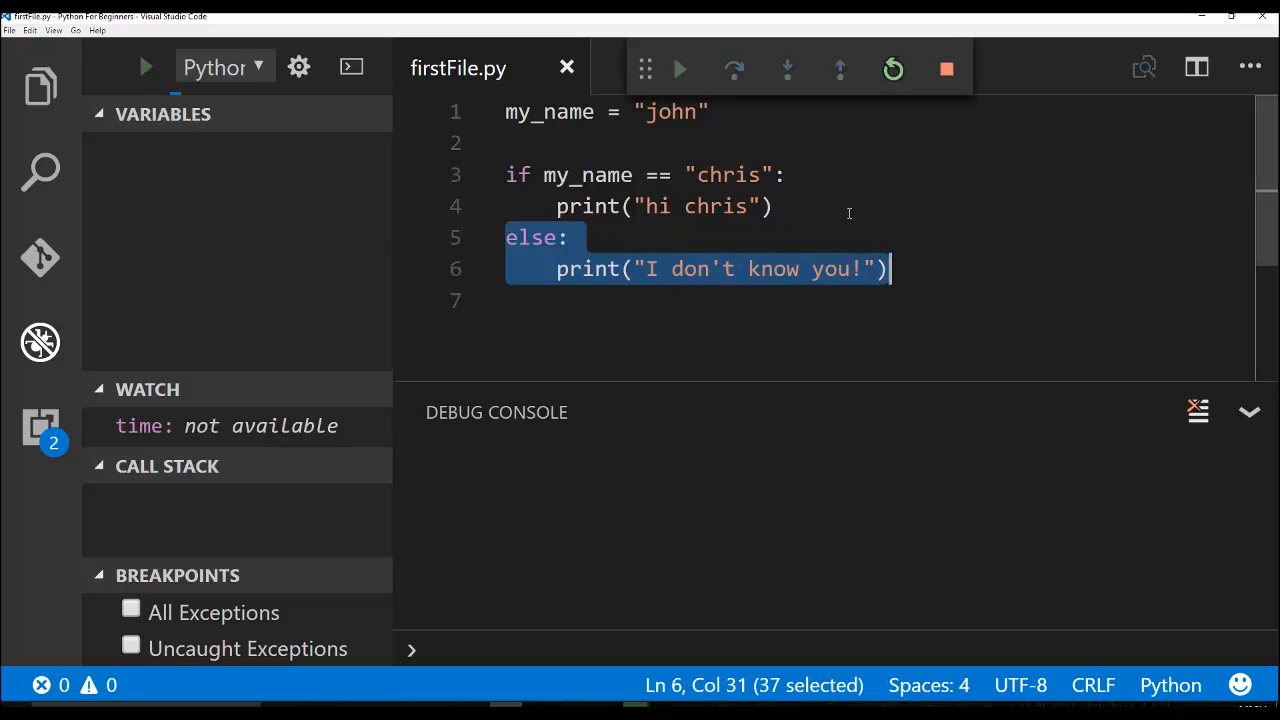 firstFile.py - Python For Beginners - Visual Studio Code
File Edit View Go Help
Python
firstFile.py
VARIABLES
1 my_name = "john"
2
3 if my_name == "chris":
4 print("hi chris")
5 else:
6 print("I don't know you!")
7
WATCH
time: not available
2
CALL STACK
DEBUG CONSOLE
BREAKPOINTS
All Exceptions
Uncaught Exceptions
0 0 Ln 6, Col 31 (37 selected) Spaces: 4 UTF-8 CRLF Python